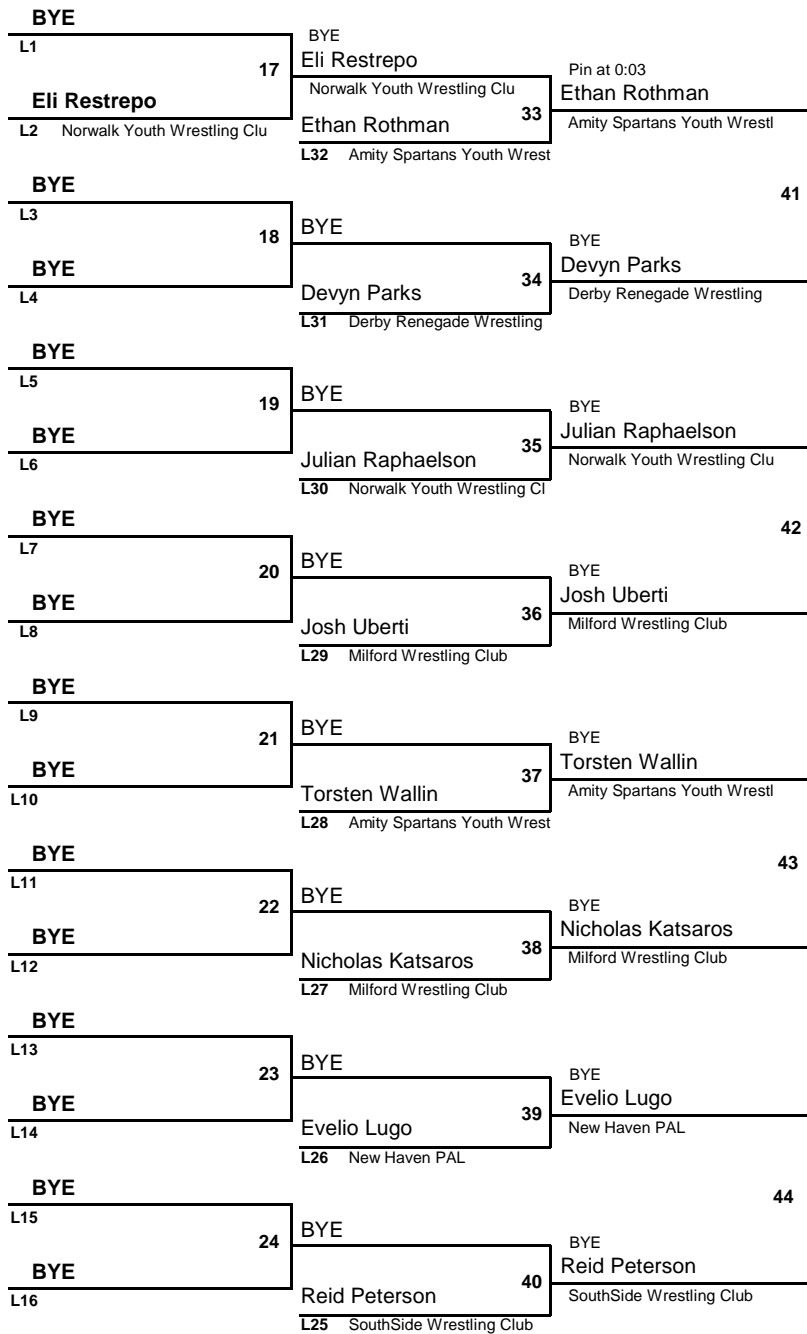 BYE
L1
17
Eli Restrepo
L2 Norwalk Youth Wrestling Clu
BYE
Eli Restrepo
Norwalk Youth Wrestling Clu
33
Ethan Rothman
L32 Amity Spartans Youth Wrest
Pin at 0:03
Ethan Rothman
Amity Spartans Youth Wrestl
41
BYE
L3
18
BYE
L4
BYE
34
Devyn Parks
L31 Derby Renegade Wrestling
BYE
Devyn Parks
Derby Renegade Wrestling
BYE
L5
19
BYE
L6
BYE
35
Julian Raphaelson
L30 Norwalk Youth Wrestling Cl
BYE
Julian Raphaelson
Norwalk Youth Wrestling Clu
42
BYE
L7
20
BYE
L8
BYE
36
Josh Uberti
L29 Milford Wrestling Club
BYE
Josh Uberti
Milford Wrestling Club
BYE
L9
21
BYE
L10
BYE
37
Torsten Wallin
L28 Amity Spartans Youth Wrest
BYE
Torsten Wallin
Amity Spartans Youth Wrestl
43
BYE
L11
22
BYE
L12
BYE
38
Nicholas Katsaros
L27 Milford Wrestling Club
BYE
Nicholas Katsaros
Milford Wrestling Club
BYE
L13
23
BYE
L14
BYE
39
Evelio Lugo
L26 New Haven PAL
BYE
Evelio Lugo
New Haven PAL
44
BYE
L15
24
BYE
L16
BYE
40
Reid Peterson
L25 SouthSide Wrestling Club
BYE
Reid Peterson
SouthSide Wrestling Club